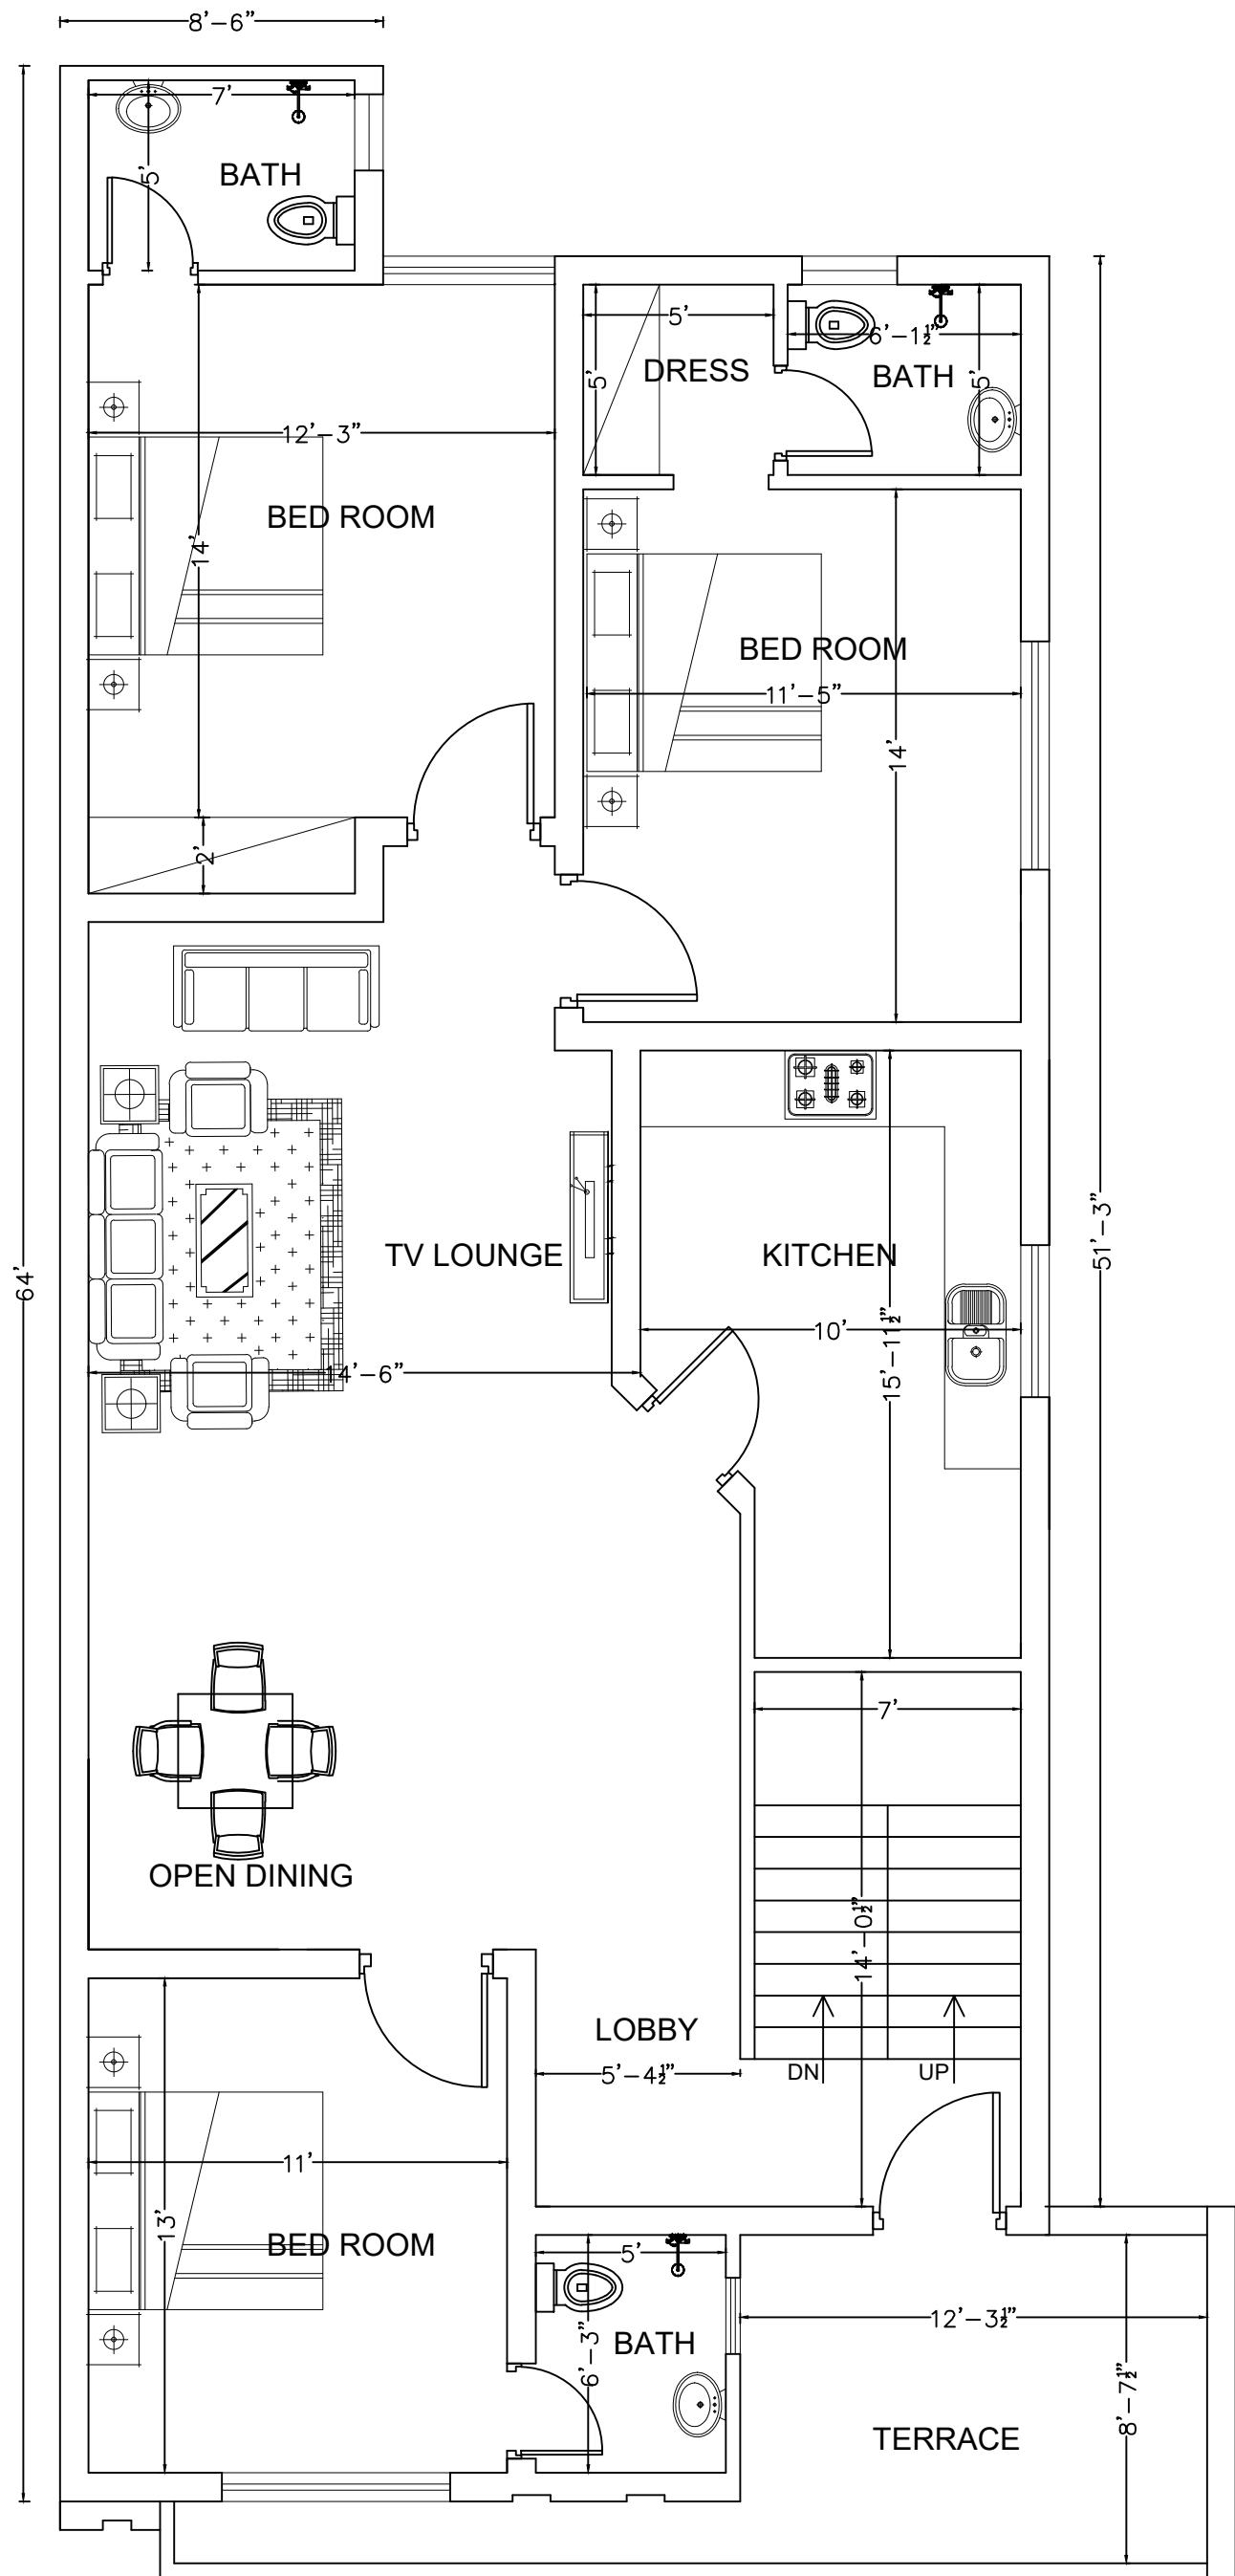 8'-6"
7'
5'
BATH
5'
6'-1½"
DRESS
BATH
5'
5'
12'-3"
BED ROOM
14'
BED ROOM
11'-5"
14'
2'
64'
51'-3"
TV LOUNGE
KITCHEN
10'
15'-11½"
14'-6"
7'
OPEN DINING
14'-0½"
LOBBY
5'-4½"
DN
UP
11'
13'
BED ROOM
5'
12'-3½"
BATH
6'-3"
8'-7½"
TERRACE